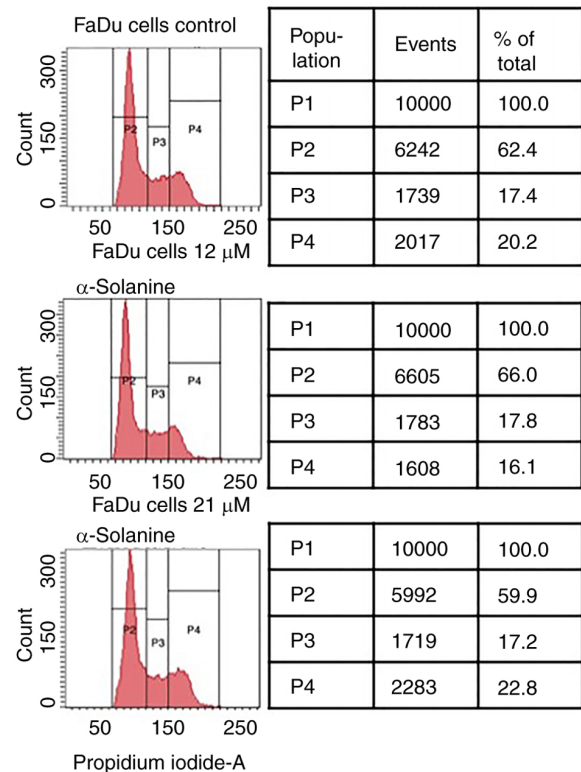 FaDu cells control
Count
300
150
0
P2
P3
P4
50 150 250
Popu-
lation Events % of
total
P1 10000 100.0
P2 6242 62.4
P3 1739 17.4
P4 2017 20.2
FaDu cells 12 μM
α-Solanine
Count
300
150
0
P2
P3
P4
50 150 250
P1 10000 100.0
P2 6605 66.0
P3 1783 17.8
P4 1608 16.1
FaDu cells 21 μM
α-Solanine
Count
300
150
0
P2
P3
P4
50 150 250
P1 10000 100.0
P2 5992 59.9
P3 1719 17.2
P4 2283 22.8
Propidium iodide-A